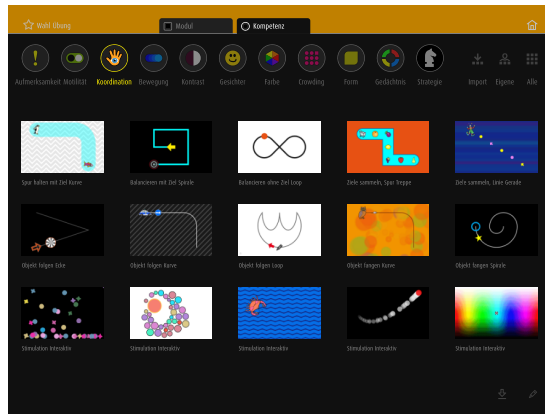 Wahl Übung
Modul
Kompetenz
Aufmerksamkeit Motilität Koordination Bewegung Kontrast Gesichter Farbe Crowding Form Gedächtnis Strategie Import Eigene Alle
Spur halten mit Ziel Kurve
Balancieren mit Ziel Spirale
Balancieren ohne Ziel Loop
Ziele sammeln, Spur Treppe
Ziele sammeln, Linie Gerade
Objekt folgen Ecke
Objekt folgen Kurve
Objekt folgen Loop
Objekt fangen Kurve
Objekt fangen Spirale
Stimulation Interaktiv
Stimulation Interaktiv
Stimulation Interaktiv
Stimulation Interaktiv
Stimulation Interaktiv